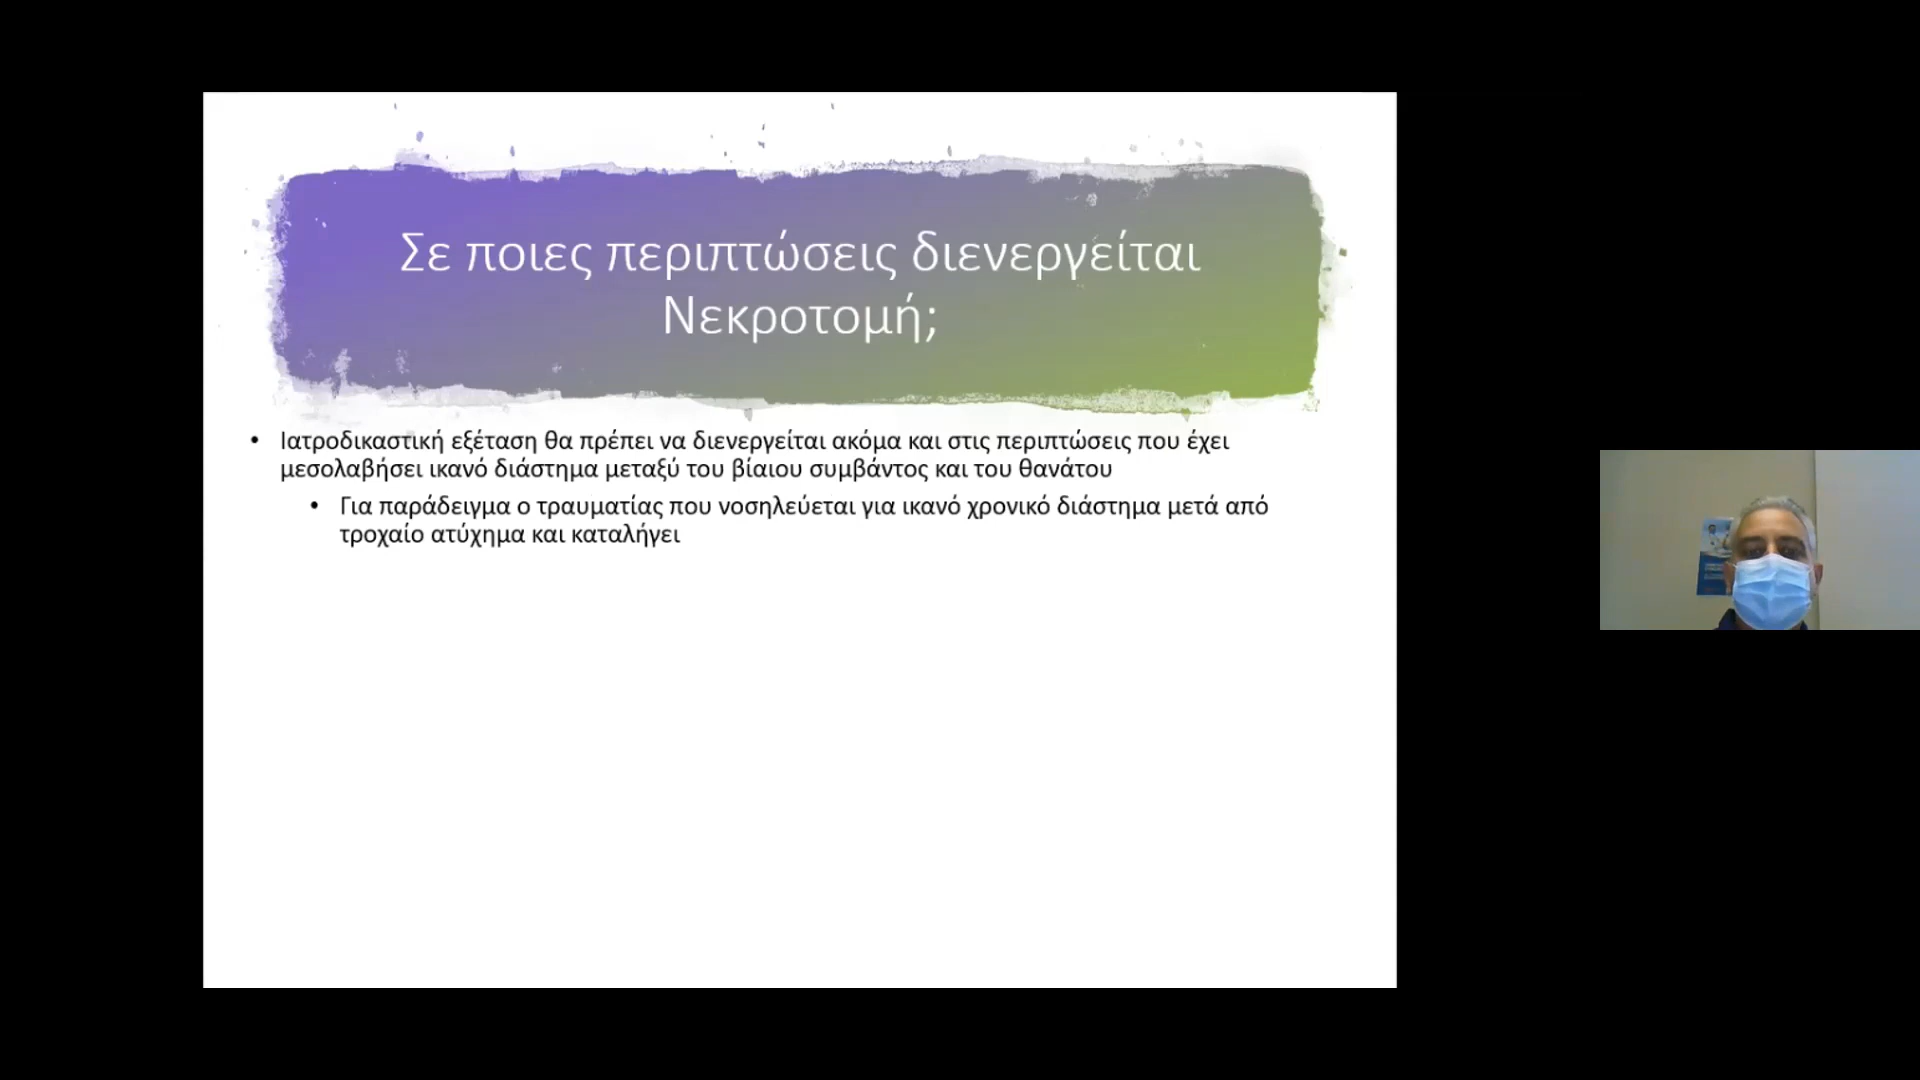 Σε ποιες περιπτώσεις διενεργείται
Νεκροτομή;
• Ιατροδικαστική εξέταση θα πρέπει να διενεργείται ακόμα και στις περιπτώσεις που έχει
μεσολαβήσει ικανό διάστημα μεταξύ του βίαιου συμβάντος και του θανάτου
• Για παράδειγμα ο τραυματίας που νοσηλεύεται για ικανό χρονικό διάστημα μετά από
τροχαίο ατύχημα και καταλήγει